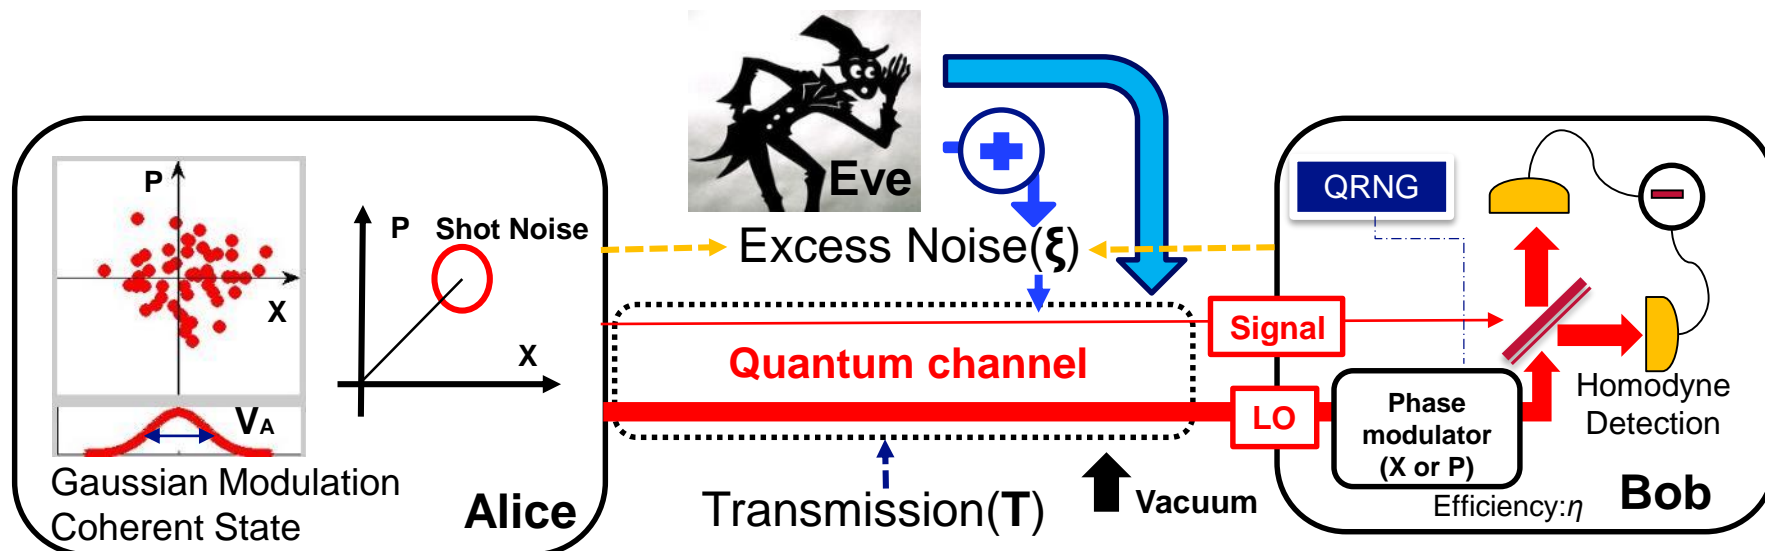 P
X
VA
Gaussian Modulation
Coherent State
P
Shot Noise
X
Alice
Eve
Excess Noise(ξ)
Quantum channel
Transmission(T)
Vacuum
Signal
LO
QRNG
Phase
modulator
(X or P)
Homodyne
Detection
Efficiency:η
Bob